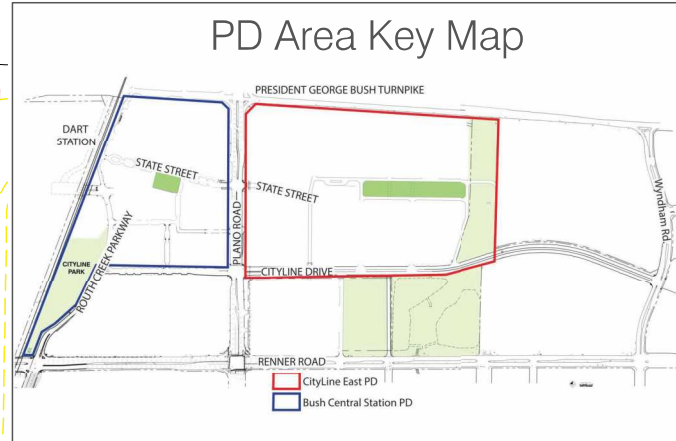 PD Area Key Map
PRESIDENT GEORGE BUSH TURNPIKE
DART
STATION
STATE STREET
STATE STREET
PLANO ROAD
Wyndham Rd
CITYLINE
PARK
ROUTHCREEK PARKWAY
CITYLINE DRIVE
RENNER ROAD
CityLine East PD
Bush Central Station PD